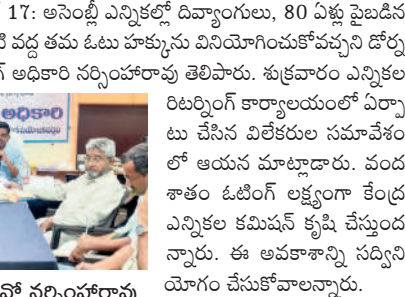 17: అసెంబ్లీ ఎన్నికల్లో దివ్యాంగులు, 80 ఏళ్లు పైబడిన
వద్ద తమ ఓటు హక్కును వినియోగించుకోవచ్చని డోర్న
అధికారి నర్సింహారావు తెలిపారు. శుక్రవారం ఎన్నికల
అధికారి
రిటర్నింగ్ కార్యాలయంలో ఏర్పా
టు చేసిన విలేకరుల సమావేశం
లో ఆయన మాట్లాడారు. వంద
శాతం ఓటింగ్ లక్ష్యంగా కేంద్ర
ఎన్నికల కమిషన్ కృషి చేస్తుంద
న్నారు. ఈ అవకాశాన్ని సద్విని
యోగం చేసుకోవాలన్నారు.
నర్సింహారావు